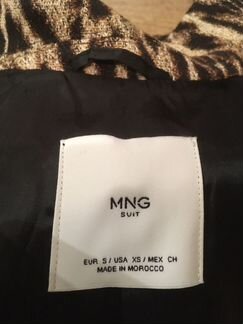 MNG
SUIT
EUR S / USA XS / MEX CH
MADE IN MOROCCO